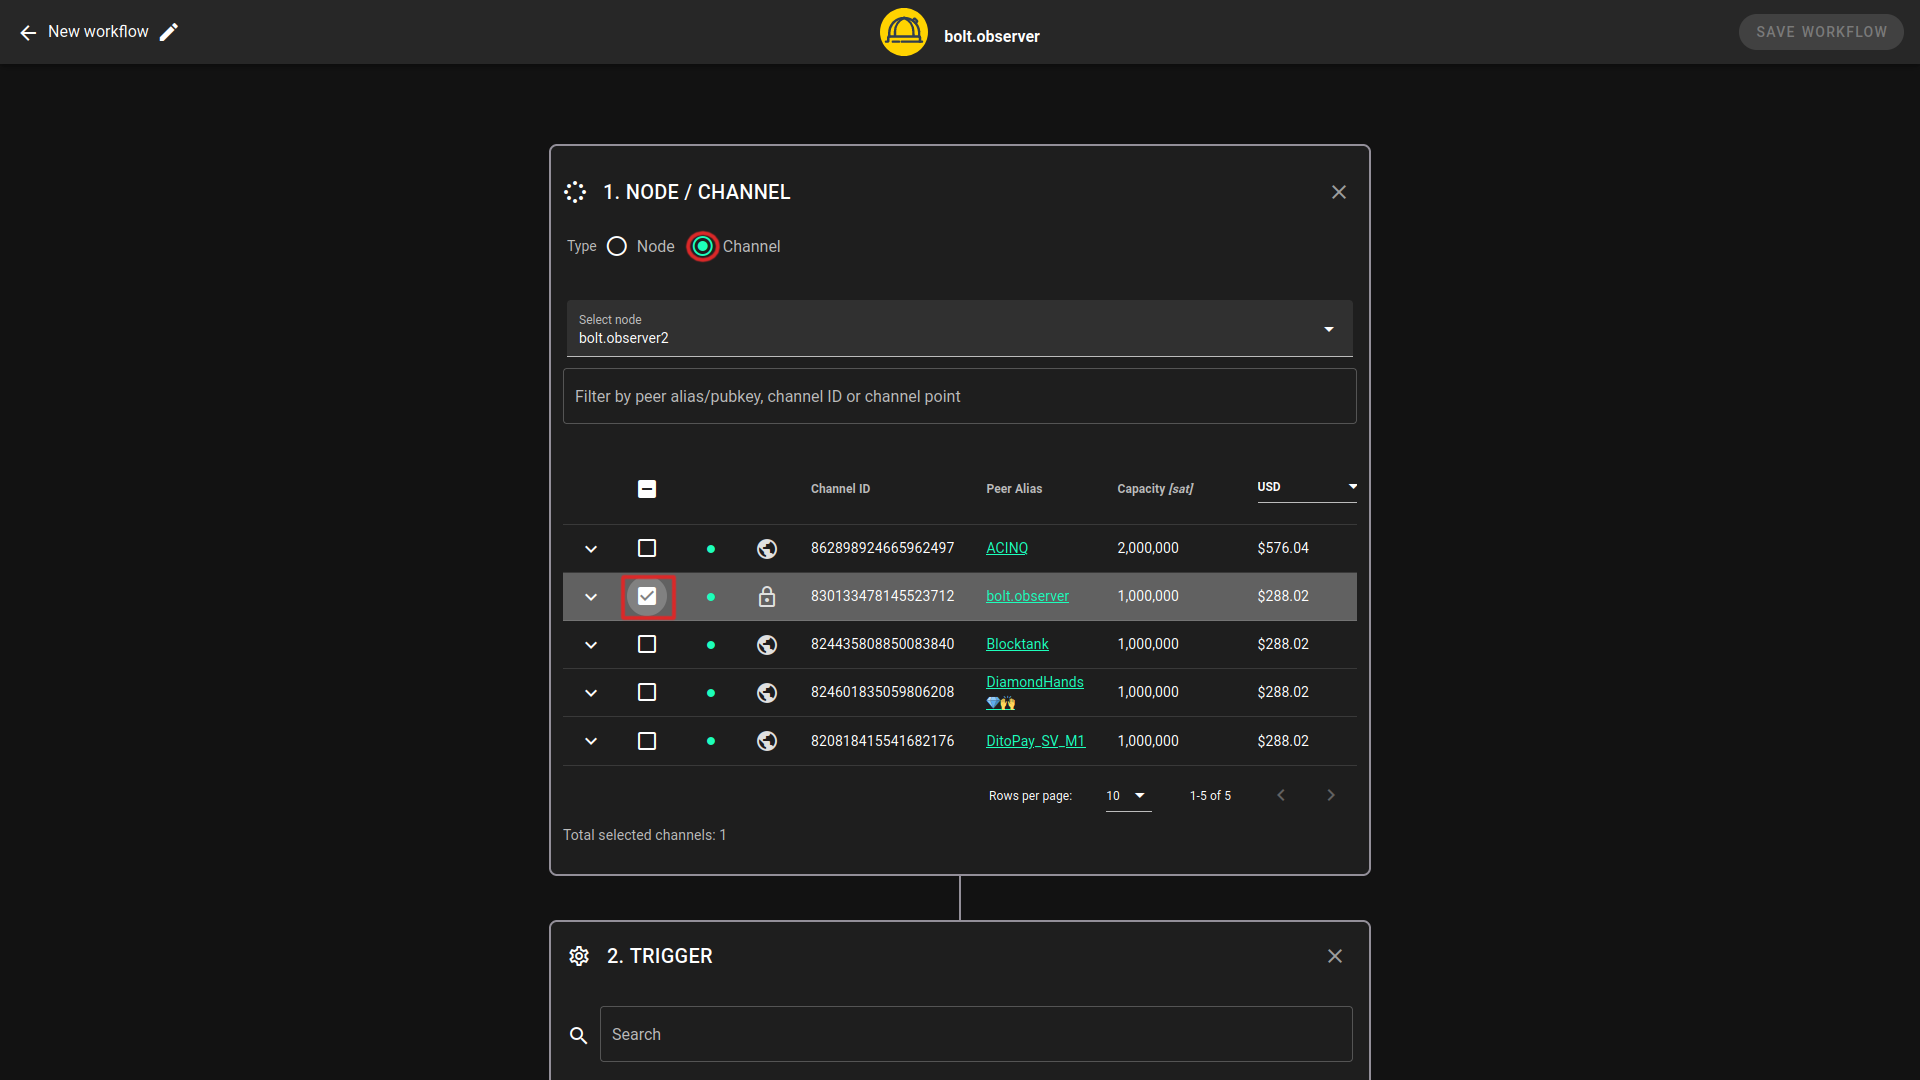 New workflow
bolt.observer
SAVE WORKFLOW
1. NODE / CHANNEL
Type Node Channel
Select node
bolt.observer2
Filter by peer alias/pubkey, channel ID or channel point
Channel ID Peer Alias Capacity [sat] USD
862898924665962497 ACINQ 2,000,000 $576.04
830133478145523712 bolt.observer 1,000,000 $288.02
824435808850083840 Blocktank 1,000,000 $288.02
824601835059806208 DiamondHands 💎🙌 1,000,000 $288.02
820818415541682176 DitoPay_SV_M1 1,000,000 $288.02
Rows per page: 10 1-5 of 5
Total selected channels: 1
2. TRIGGER
Search